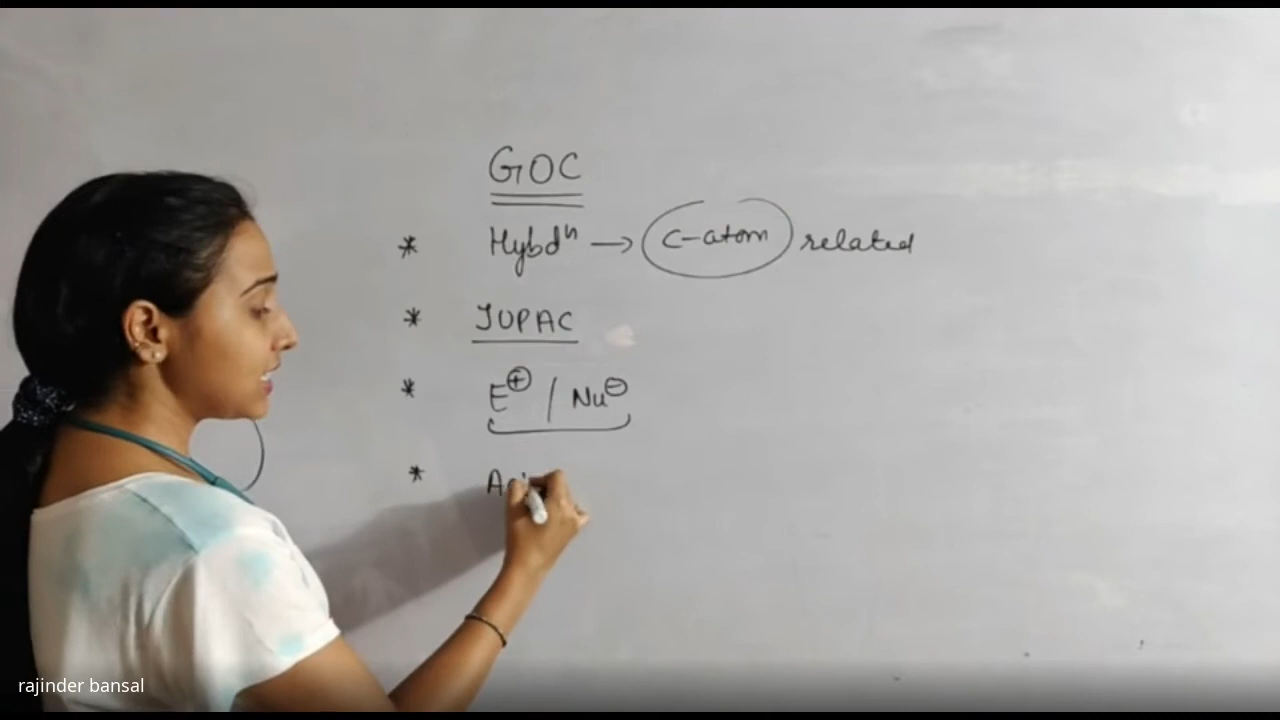 GOC
* Hybdⁿ → C-atom related
* IUPAC
* E⊕ / Nu⊖
*
rajinder bansal